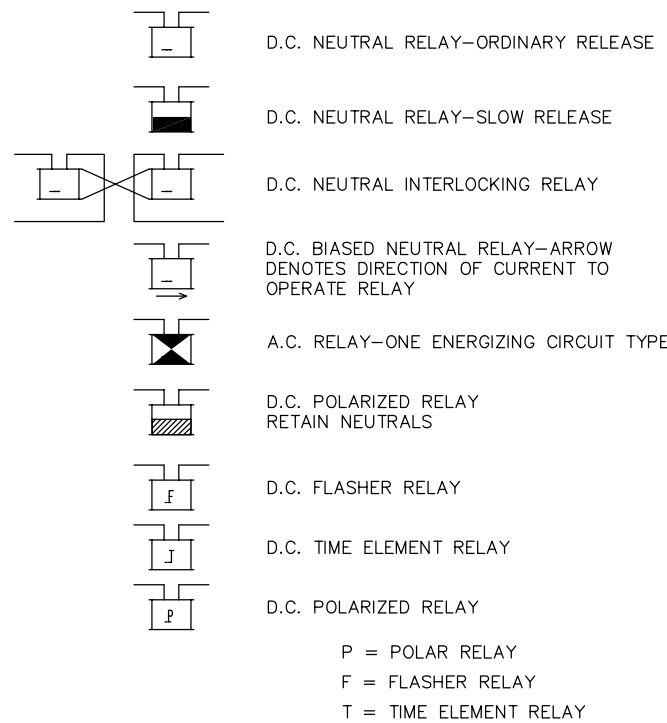 D.C. NEUTRAL RELAY–ORDINARY RELEASE
D.C. NEUTRAL RELAY–SLOW RELEASE
D.C. NEUTRAL INTERLOCKING RELAY
D.C. BIASED NEUTRAL RELAY–ARROW
DENOTES DIRECTION OF CURRENT TO
OPERATE RELAY
A.C. RELAY–ONE ENERGIZING CIRCUIT TYPE
D.C. POLARIZED RELAY
RETAIN NEUTRALS
F
D.C. FLASHER RELAY
T
D.C. TIME ELEMENT RELAY
P
D.C. POLARIZED RELAY
P = POLAR RELAY
F = FLASHER RELAY
T = TIME ELEMENT RELAY